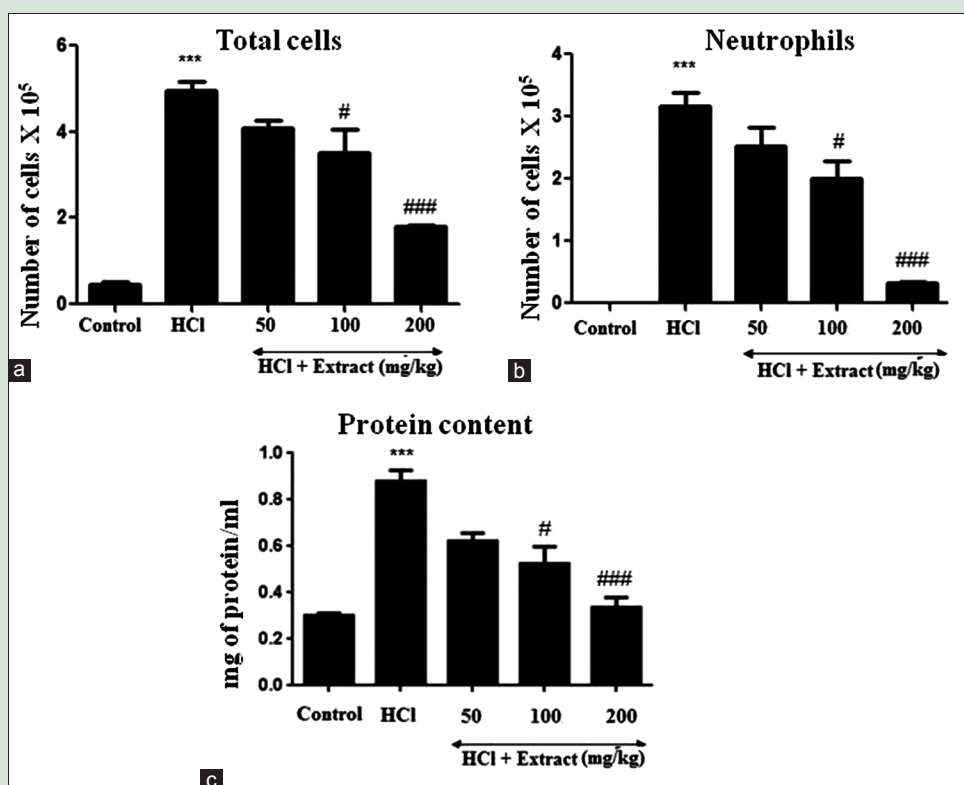 Total cells
Number of cells X 10⁵
6
4
2
0
***
#
###
Control HCl 50 100 200
HCl + Extract (mg/kg)
a
Neutrophils
Number of cells X 10⁵
4
3
2
1
0
***
#
###
Control HCl 50 100 200
HCl + Extract (mg/kg)
b
Protein content
mg of protein/ml
1.0
0.8
0.6
0.4
0.2
0.0
***
#
###
Control HCl 50 100 200
HCl + Extract (mg/kg)
c